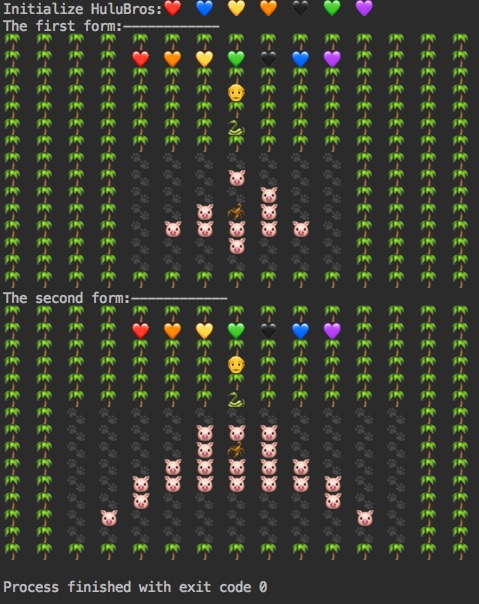 Initialize HuluBros:
The first form:————————————
The second form:————————————
Process finished with exit code 0